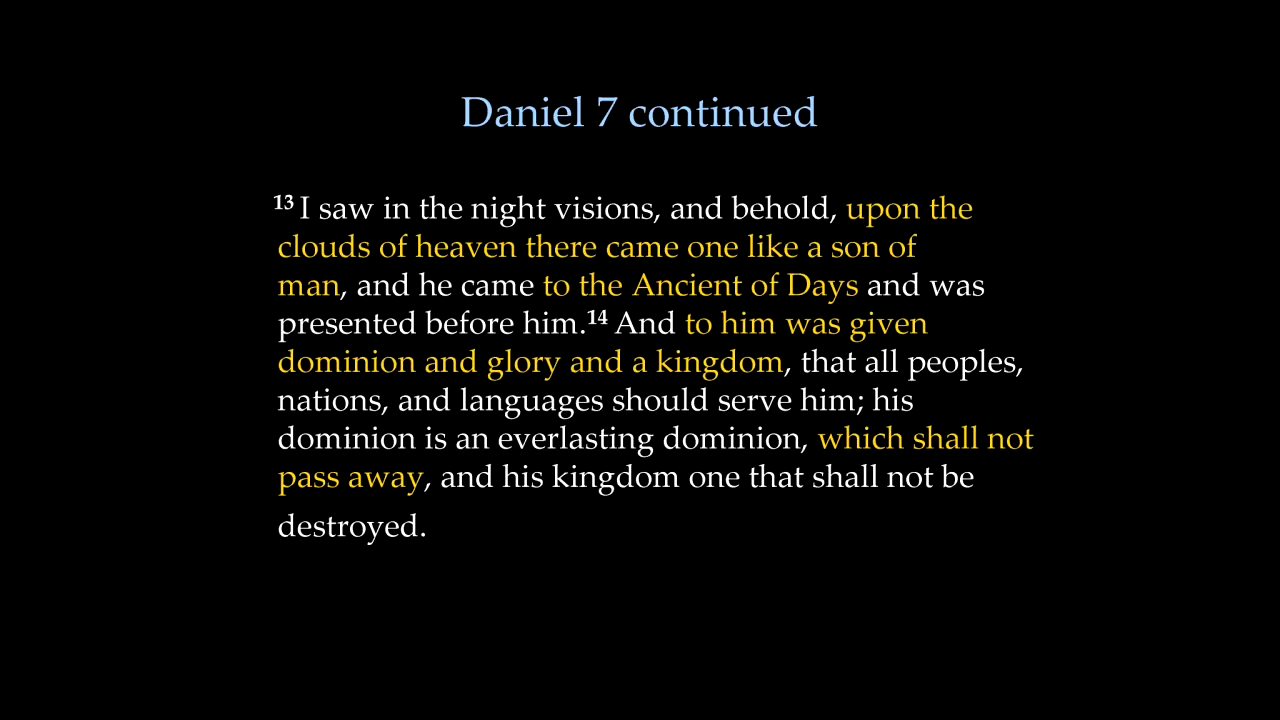 Daniel 7 continued
13 I saw in the night visions, and behold, upon the
clouds of heaven there came one like a son of
man, and he came to the Ancient of Days and was
presented before him.14 And to him was given
dominion and glory and a kingdom, that all peoples,
nations, and languages should serve him; his
dominion is an everlasting dominion, which shall not
pass away, and his kingdom one that shall not be
destroyed.